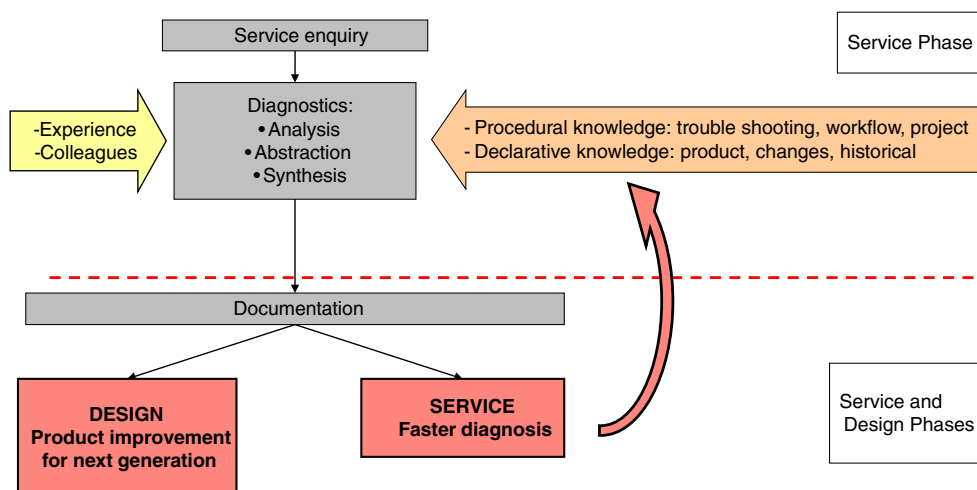 Service enquiry
Service Phase
Diagnostics:
• Analysis
• Abstraction
• Synthesis
-Experience
-Colleagues
- Procedural knowledge: trouble shooting, workflow, project
- Declarative knowledge: product, changes, historical
Documentation
DESIGN
Product improvement
for next generation
SERVICE
Faster diagnosis
Service and
Design Phases